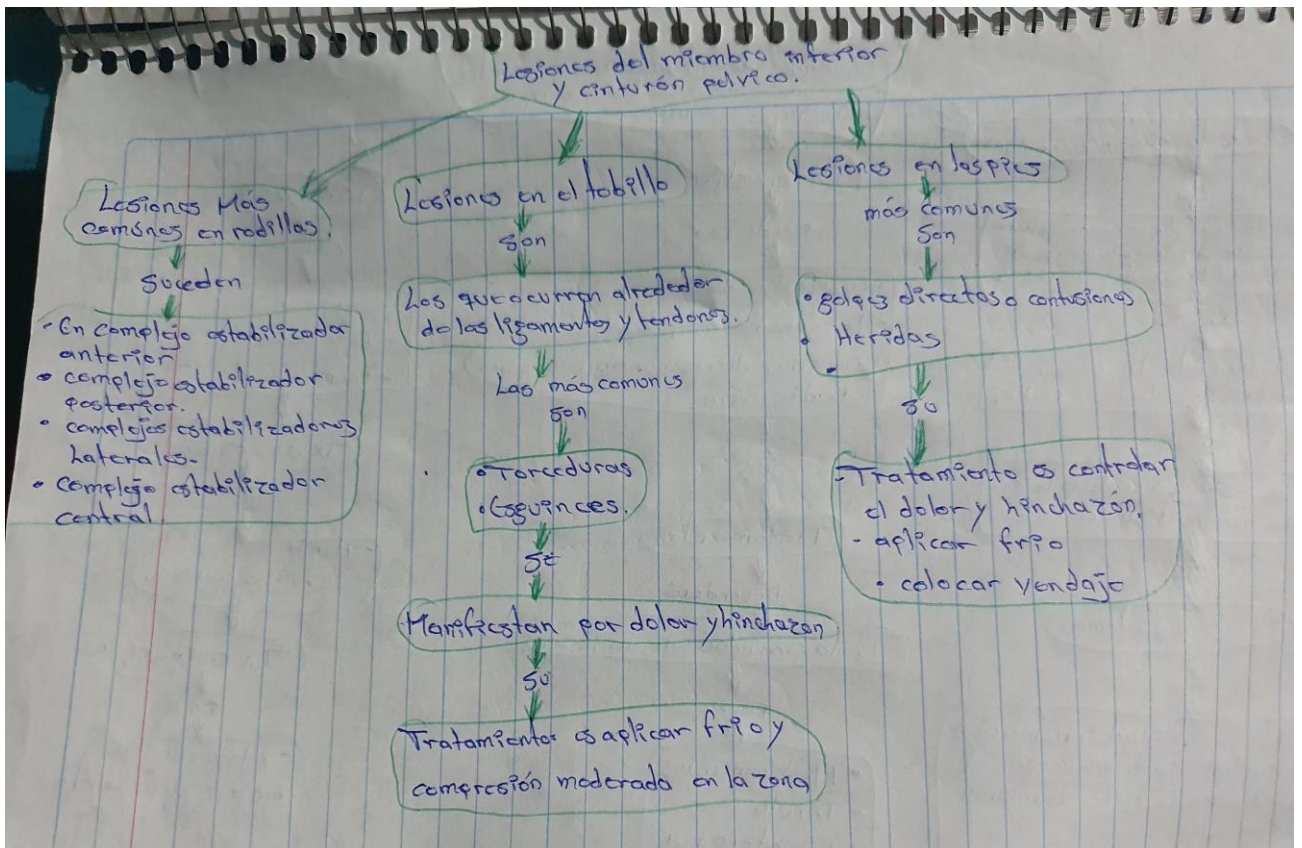 Lesiones del miembro inferior
y cinturón pelvico.
Lesiones Más
comúnes en rodillas.
suceden
- En complejo estabilizador
anterior
• complejo estabilizador
posterior.
• complejos estabilizadores
Laterales.
• complejo estabilizador
central
Lesiones en el tobillo
son
Los que ocurren alrededor
de los ligamentos y tendones.
Las más comúnes
son
• Torceduras
• Esguinces.
se
Manifiestan por dolor y hinchazon
su
Tratamiento es aplicar frio y
compresión moderada en la zona
Lesiones en los pies
más comunes
Son
• golpes directos o contusiones
• Heridas
•
su
- Tratamiento es controlar
el dolor y hinchazón.
- aplicar frio
• colocar vendaje